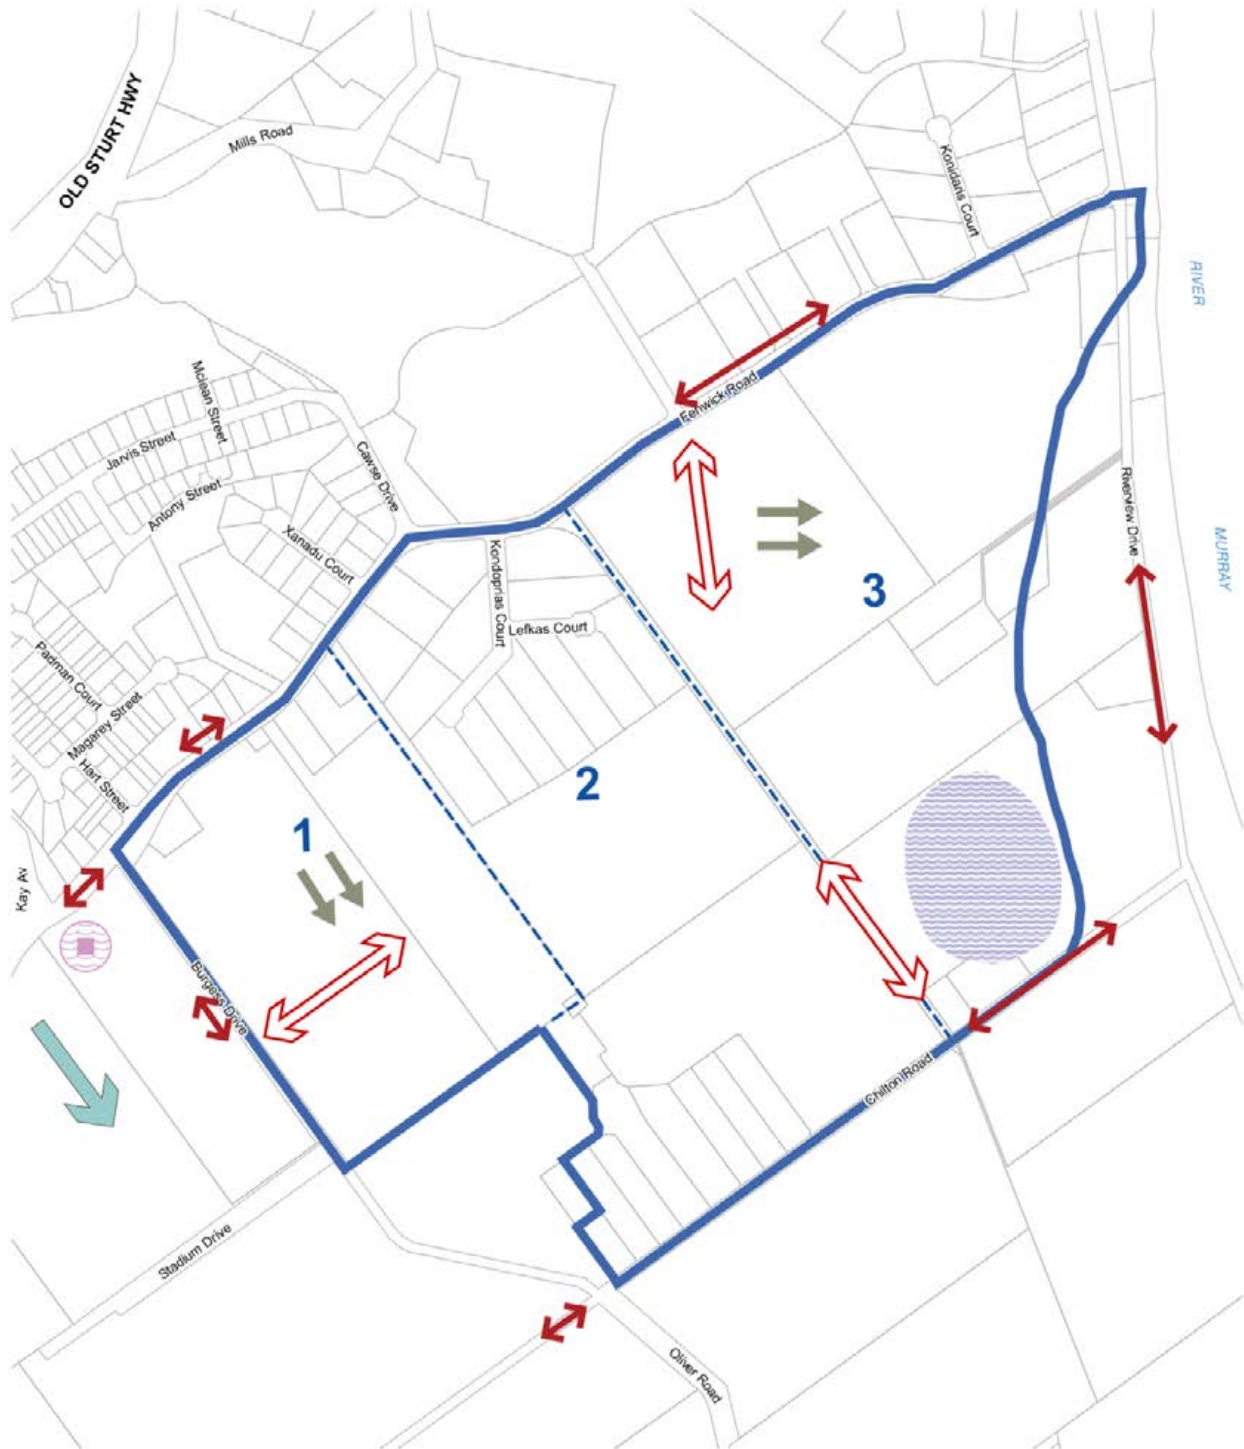 OLD STURT HWY
Mills Road
Konidans Court
RIVER
Mclean Street
Jarvis Street
Fenwick Road
Cawse Drive
Antony Street
Riverview Drive
Xanadu Court
MURRAY
Kondoprias Court
3
Lefkas Court
Padman Court
Magarey Street
2
Hart Street
1
Kay Av
Burgess Drive
Chilton Road
Stadium Drive
Oliver Road